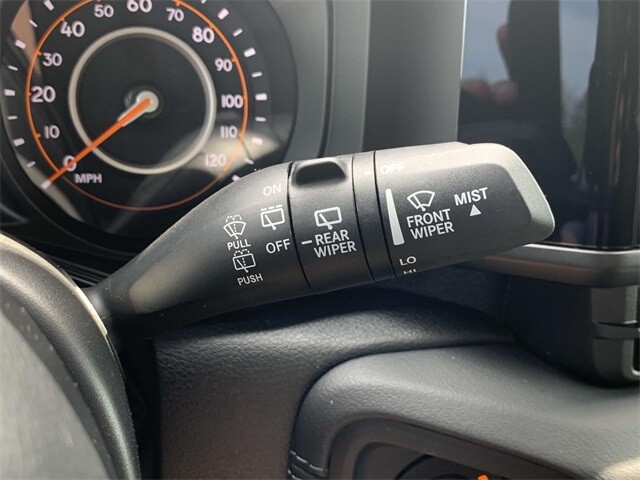 50 70
40 80
30 90
20 100
10 110
0 120
MPH
ON
OFF
PULL
PUSH
REAR
WIPER
OFF
FRONT
WIPER
MIST
LO